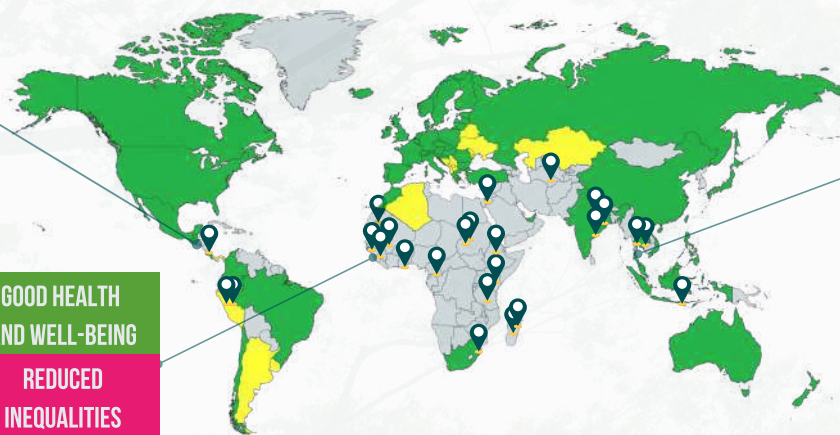 GOOD HEALTH
ND WELL-BEING
REDUCED
INEQUALITIES